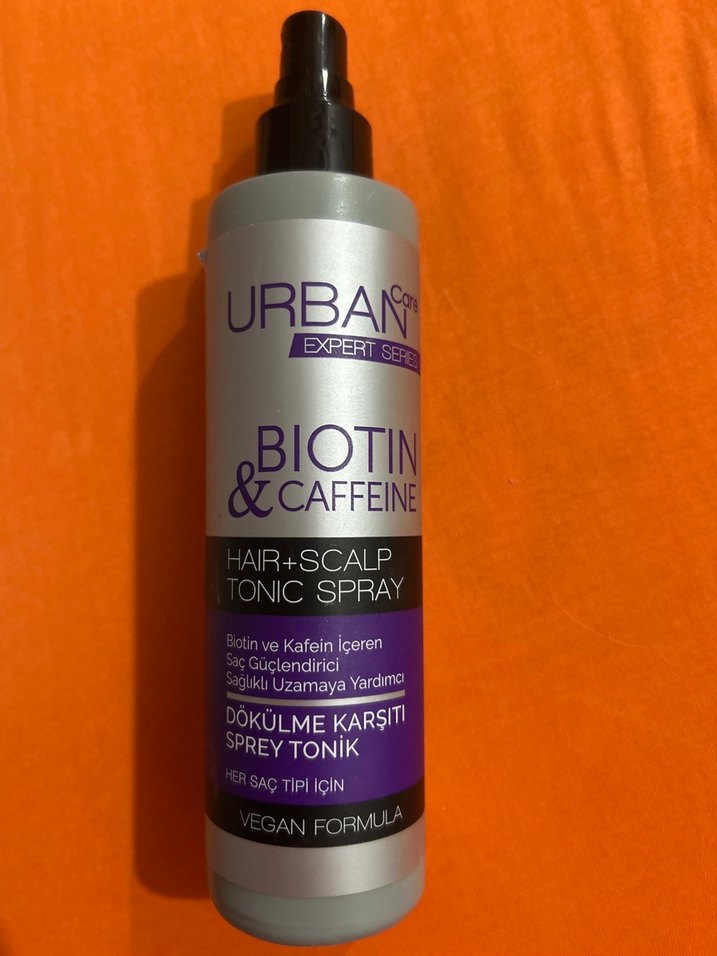 URBAN Care
EXPERT SERIES
BIOTIN
& CAFFEINE
HAIR+SCALP
TONIC SPRAY
Biotin ve Kafein İçeren
Saç Güçlendirici
Sağlıklı Uzamaya Yardımcı
DÖKÜLME KARŞITI
SPREY TONİK
HER SAÇ TİPİ İÇİN
VEGAN FORMULA